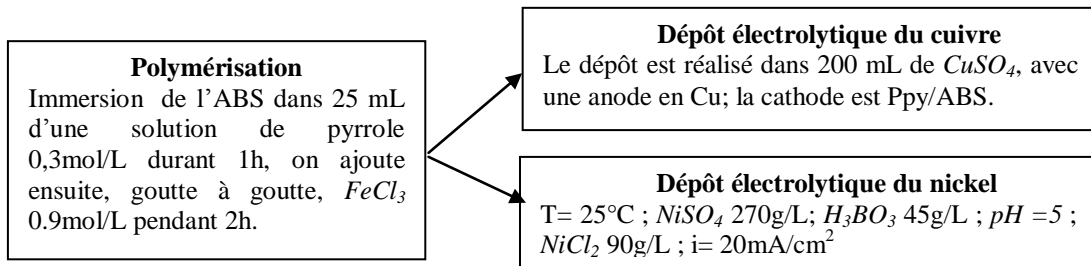 Polymérisation
Immersion de l'ABS dans 25 mL
d'une solution de pyrrole
0,3mol/L durant 1h, on ajoute
ensuite, goutte à goutte, FeCl3
0.9mol/L pendant 2h.
Dépôt électrolytique du cuivre
Le dépôt est réalisé dans 200 mL de CuSO4, avec
une anode en Cu; la cathode est Ppy/ABS.
Dépôt électrolytique du nickel
T= 25°C ; NiSO4 270g/L; H3BO3 45g/L ; pH =5 ;
NiCl2 90g/L ; i= 20mA/cm2